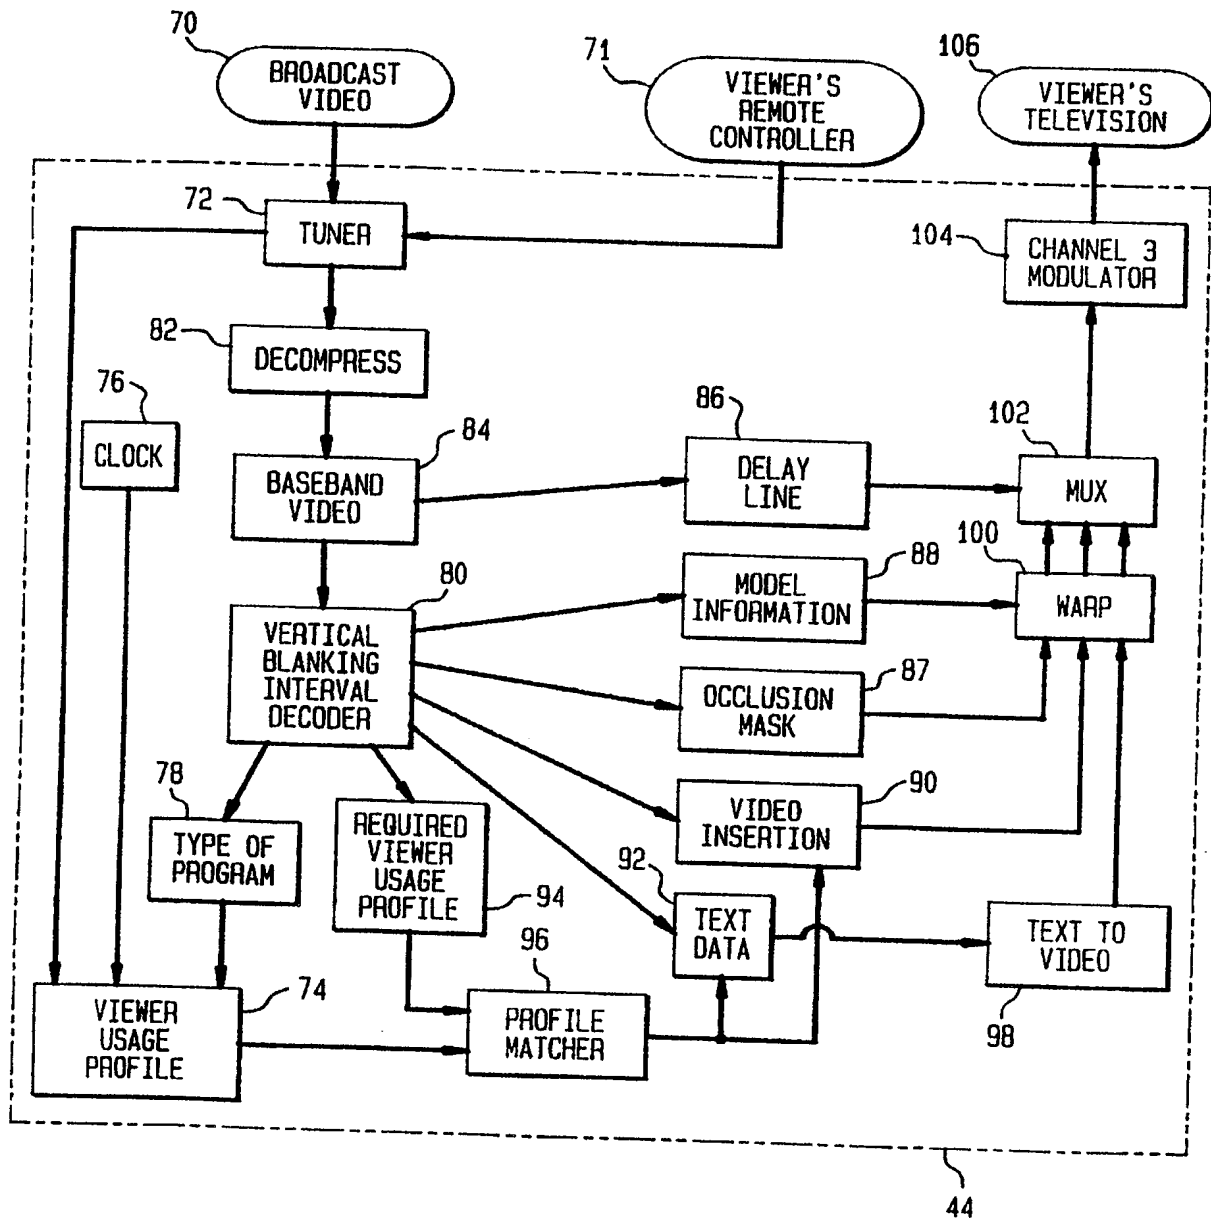 70
BROADCAST
VIDEO
71
VIEWER'S
REMOTE
CONTROLLER
106
VIEWER'S
TELEVISION
72
TUNER
104
CHANNEL 3
MODULATOR
82
DECOMPRESS
76
CLOCK
84
BASEBAND
VIDEO
86
DELAY
LINE
102
MUX
80
VERTICAL
BLANKING
INTERVAL
DECODER
88
MODEL
INFORMATION
100
WARP
87
OCCLUSION
MASK
78
TYPE OF
PROGRAM
REQUIRED
VIEWER
USAGE
PROFILE
94
90
VIDEO
INSERTION
92
TEXT
DATA
TEXT TO
VIDEO
98
74
VIEWER
USAGE
PROFILE
96
PROFILE
MATCHER
44